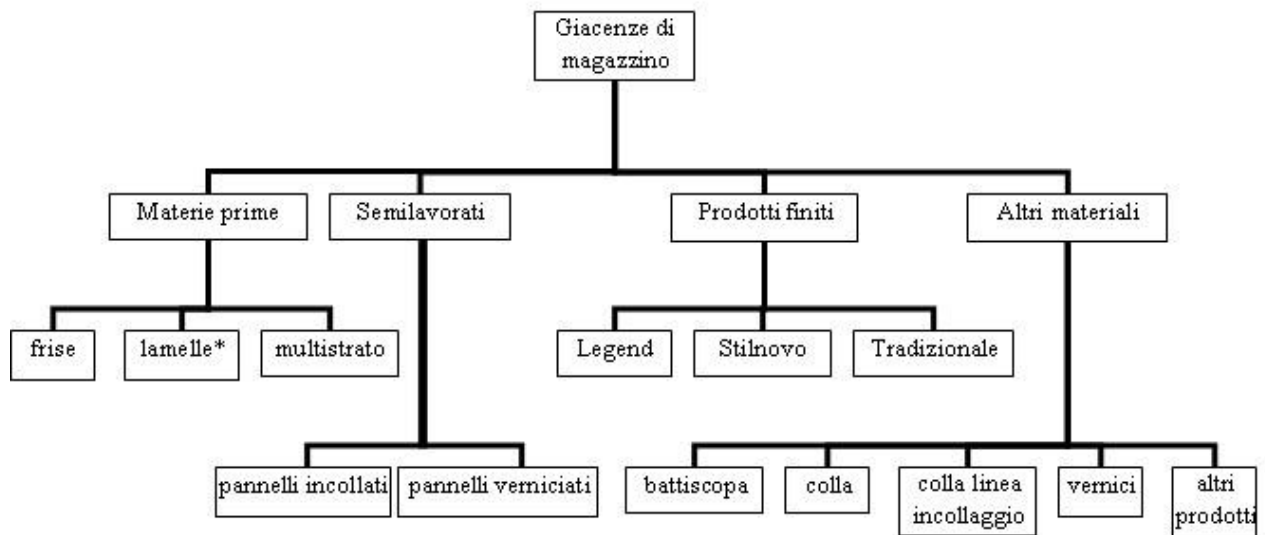 Giacenze di
magazzino
Materie prime
Semilavorati
Prodotti finiti
Altri materiali
frise
lamelle*
multistrato
Legend
Stilnovo
Tradizionale
pannelli incollati
pannelli verniciati
battiscopa
colla
colla linea
incollaggio
vernici
altri
prodotti